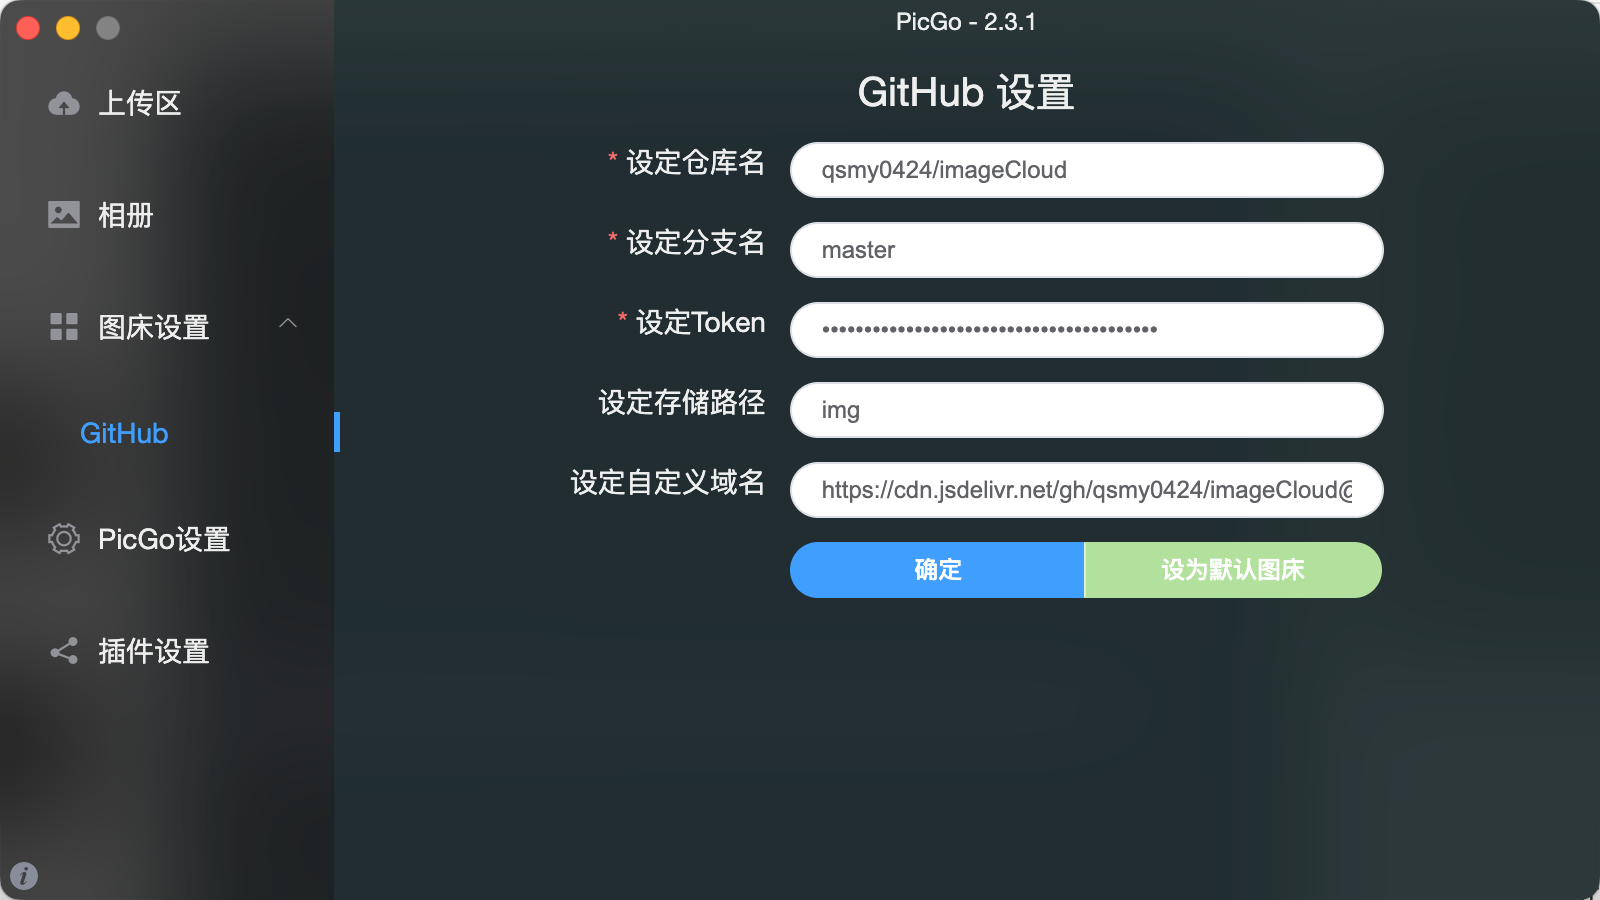 PicGo - 2.3.1
上传区
相册
图床设置
GitHub
PicGo设置
插件设置
GitHub 设置
* 设定仓库名
qsmy0424/imageCloud
* 设定分支名
master
* 设定Token
••••••••••••••••••••••••••••••••••••••••
设定存储路径
img
设定自定义域名
https://cdn.jsdelivr.net/gh/qsmy0424/imageCloud@
确定
设为默认图床